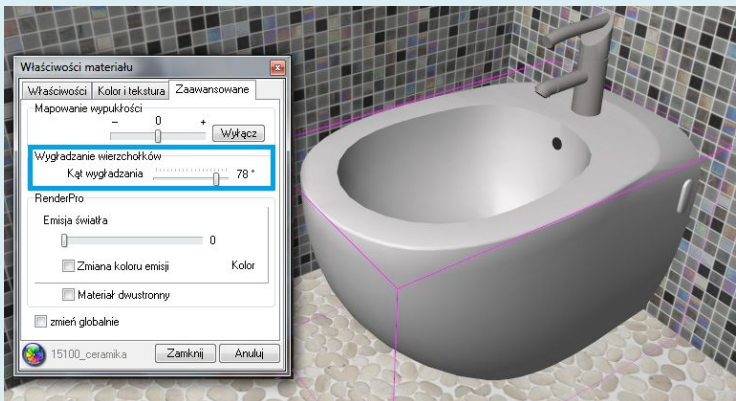 Właściwości materiału
Właściwości Kolor i tekstura Zaawansowane
Mapowanie wypukłości
- 0 +
Wyłącz
Wygładzanie wierzchołków
Kąt wygładzania 78 °
RenderPro
Emisja światła
0
Zmiana koloru emisji Kolor
Materiał dwustronny
zmień globalnie
15100_ceramika Zamknij Anuluj